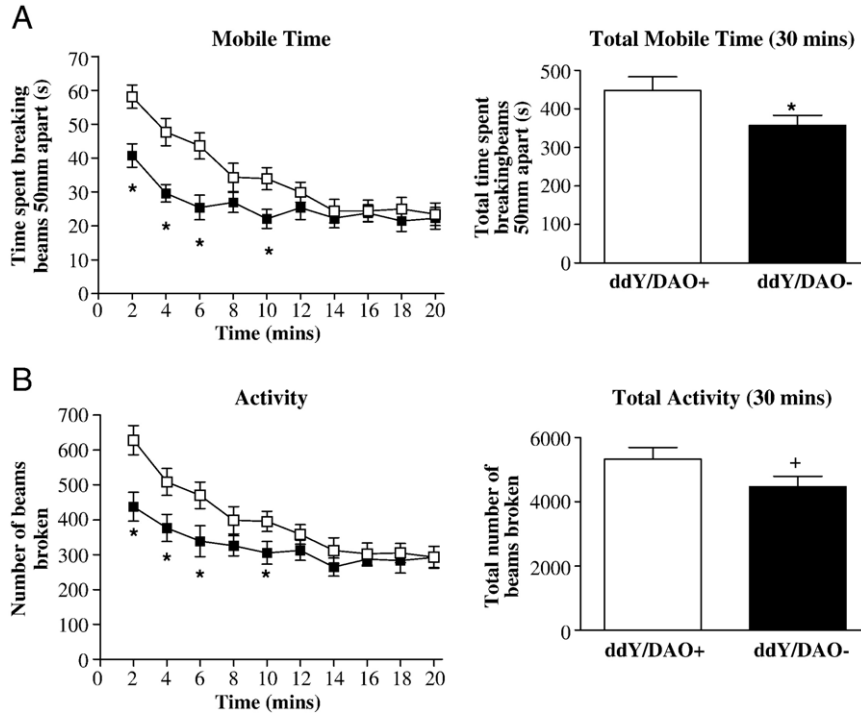 A
Mobile Time
Time spent breaking
beams 50mm apart (s)
70
60
50
40
30
20
10
0
*
*
*
*
0 2 4 6 8 10 12 14 16 18 20
Time (mins)
Total Mobile Time (30 mins)
Total time spent
breakingbeams
50mm apart (s)
500
400
300
200
100
0
*
ddY/DAO+ ddY/DAO-
B
Activity
Number of beams
broken
700
600
500
400
300
200
100
0
*
*
*
*
0 2 4 6 8 10 12 14 16 18 20
Time (mins)
Total Activity (30 mins)
Total number of
beams broken
6000
4000
2000
0
+
ddY/DAO+ ddY/DAO-